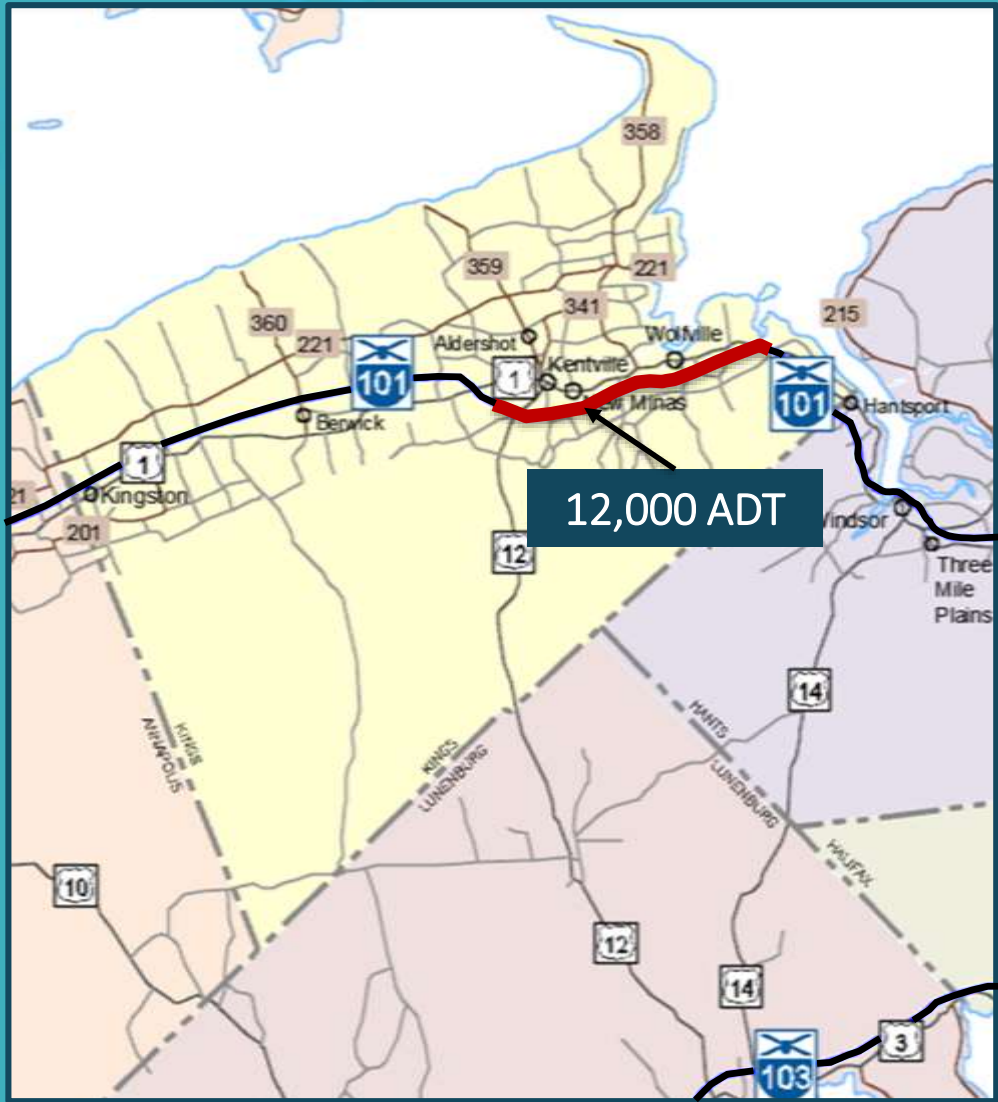 358
359
221
341
215
360
221
Wolfville
Aldershot
101
1
Kentville
101
Minas
Hantsport
Berwick
1
Kingston
21
201
12,000 ADT
12
Three
Mile
Plains
14
HANTS
KINGS
ANNAPOLIS
KINGS
LUNENBURG
LUNENBURG
HALIFAX
10
12
14
3
103